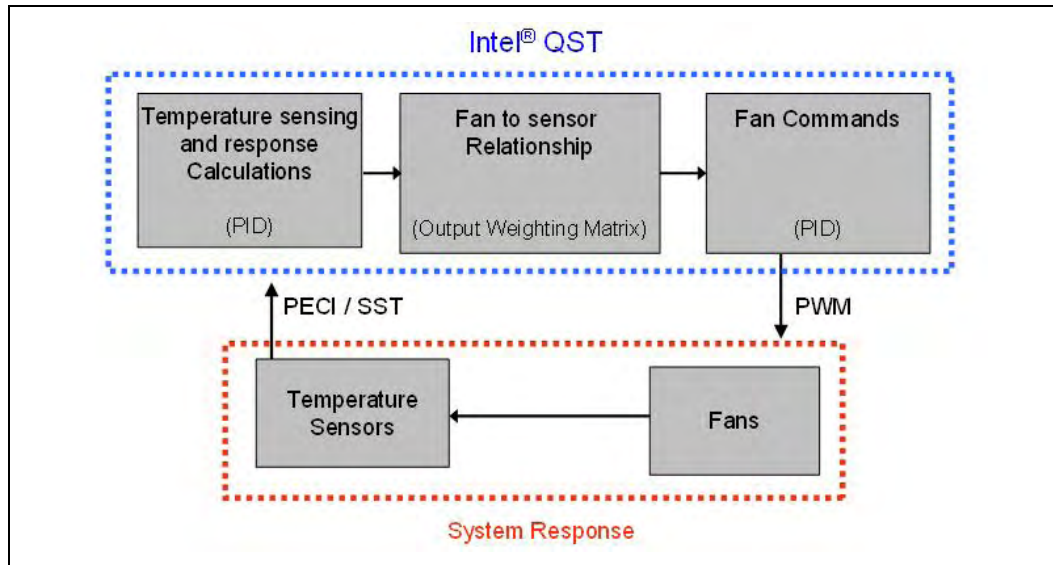 Intel® QST
Temperature sensing
and response
Calculations
(PID)
Fan to sensor
Relationship
(Output Weighting Matrix)
Fan Commands
(PID)
PECI / SST
PWM
Temperature
Sensors
Fans
System Response